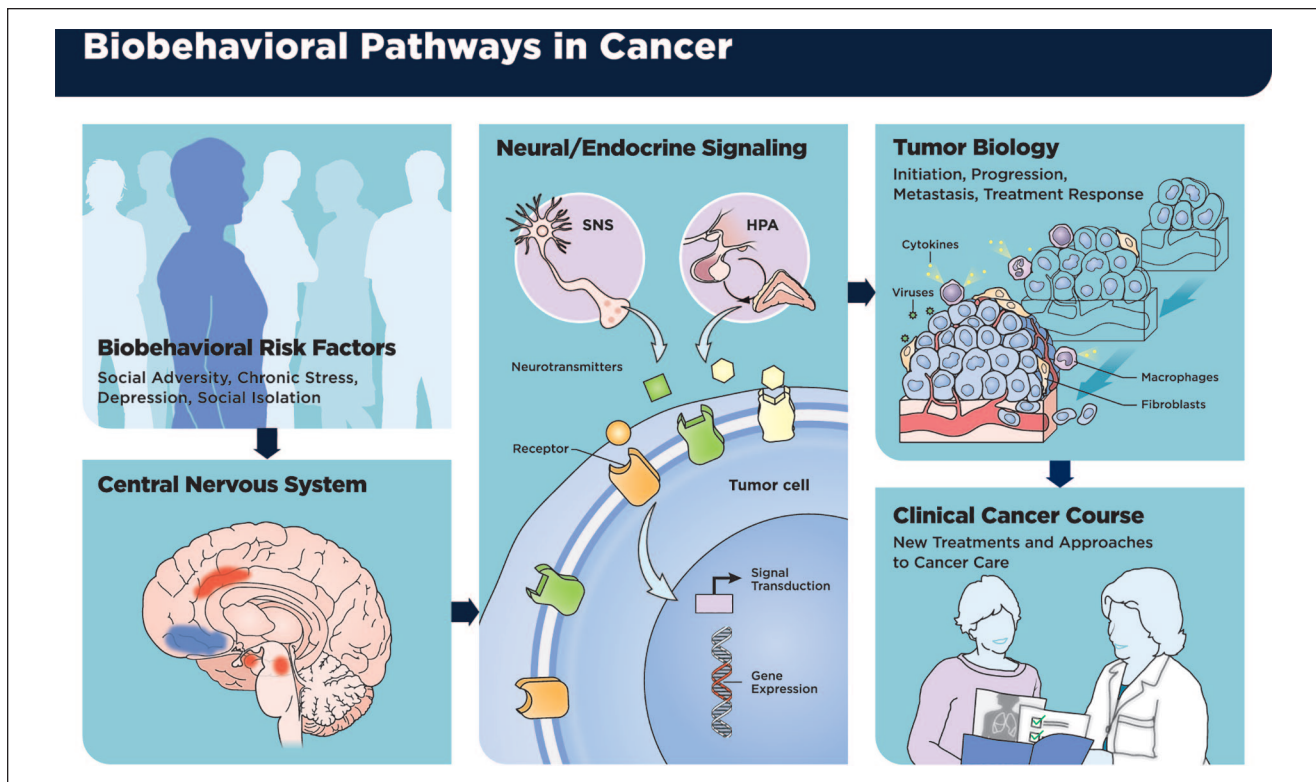 Biobehavioral Pathways in Cancer
Biobehavioral Risk Factors
Social Adversity, Chronic Stress,
Depression, Social Isolation
Central Nervous System
Neural/Endocrine Signaling
SNS
HPA
Neurotransmitters
Receptor
Tumor cell
Signal
Transduction
Gene
Expression
Tumor Biology
Initiation, Progression,
Metastasis, Treatment Response
Cytokines
Viruses
Macrophages
Fibroblasts
Clinical Cancer Course
New Treatments and Approaches
to Cancer Care